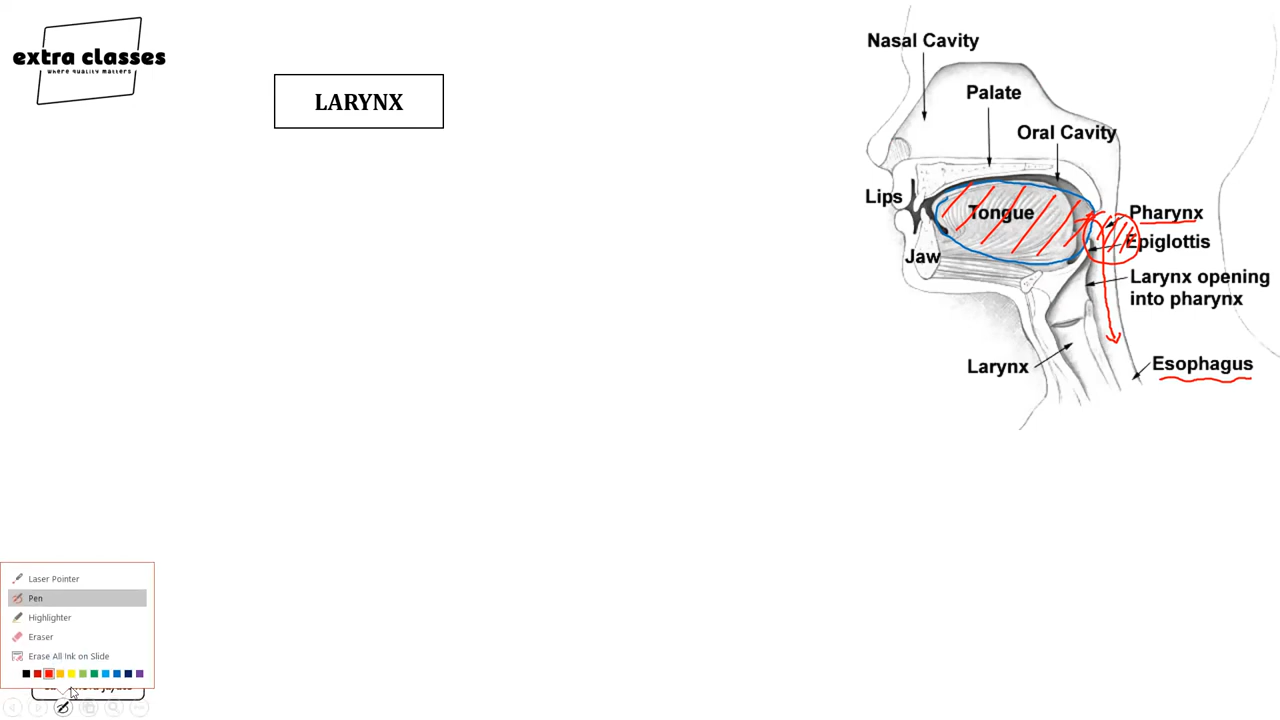 extra classes
where quality matters
LARYNX
Nasal Cavity
Palate
Oral Cavity
Lips
Tongue
Pharynx
Epiglottis
Jaw
Larynx opening
into pharynx
Larynx
Esophagus
Laser Pointer
Pen
Highlighter
Eraser
Erase All Ink on Slide